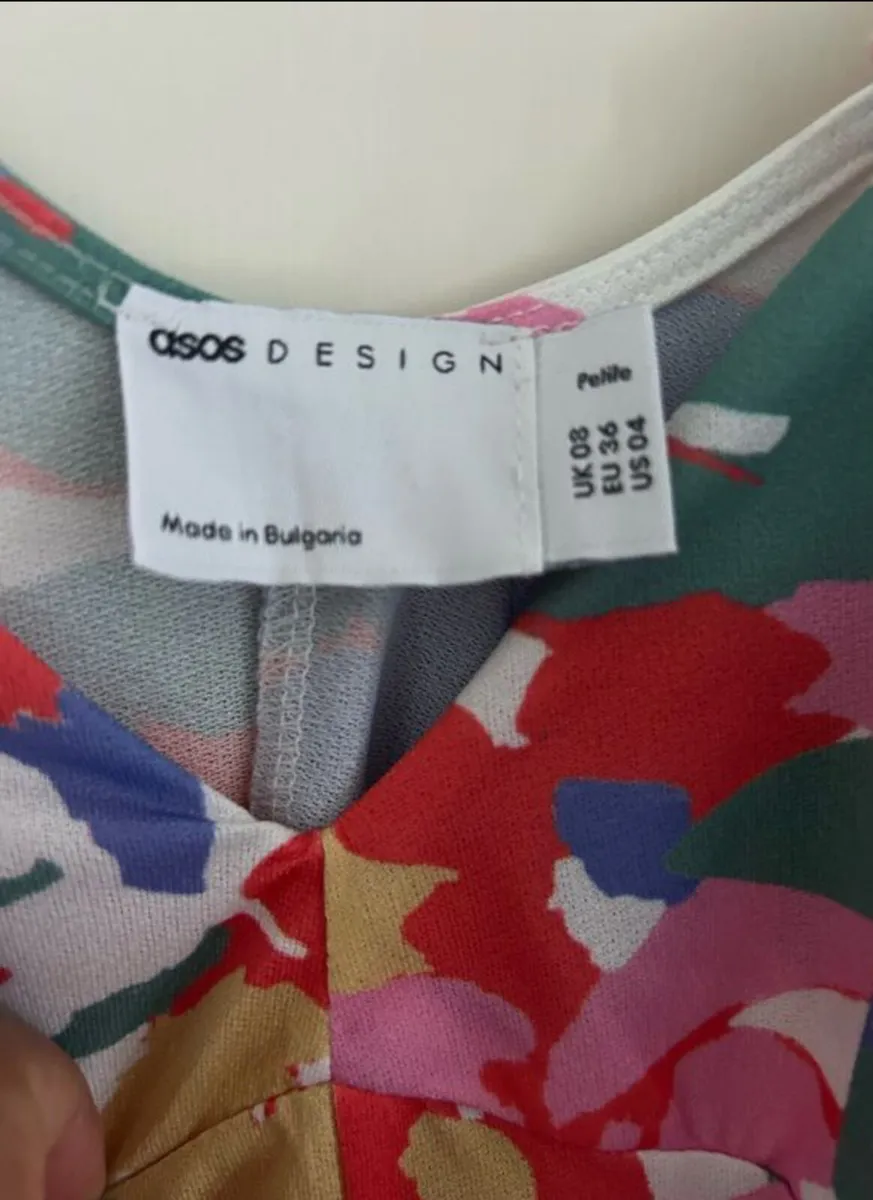 asos DESIGN
Made in Bulgaria
Petite
UK 08
EU 36
US 04